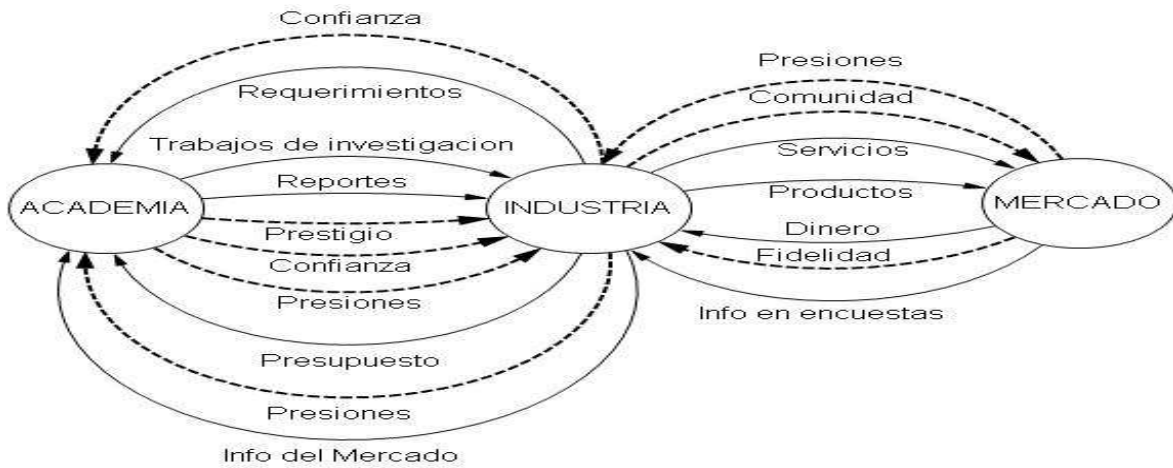 Confianza
Presiones
Requerimientos
Comunidad
Trabajos de investigacion
Servicios
Reportes
Productos
ACADEMIA
INDUSTRIA
MERCADO
Prestigio
Dinero
Confianza
Fidelidad
Presiones
Info en encuestas
Presupuesto
Presiones
Info del Mercado